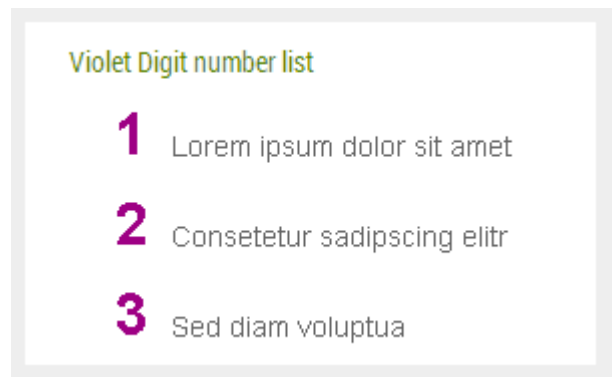 Violet Digit number list
1 Lorem ipsum dolor sit amet
2 Consetetur sadipscing elitr
3 Sed diam voluptua